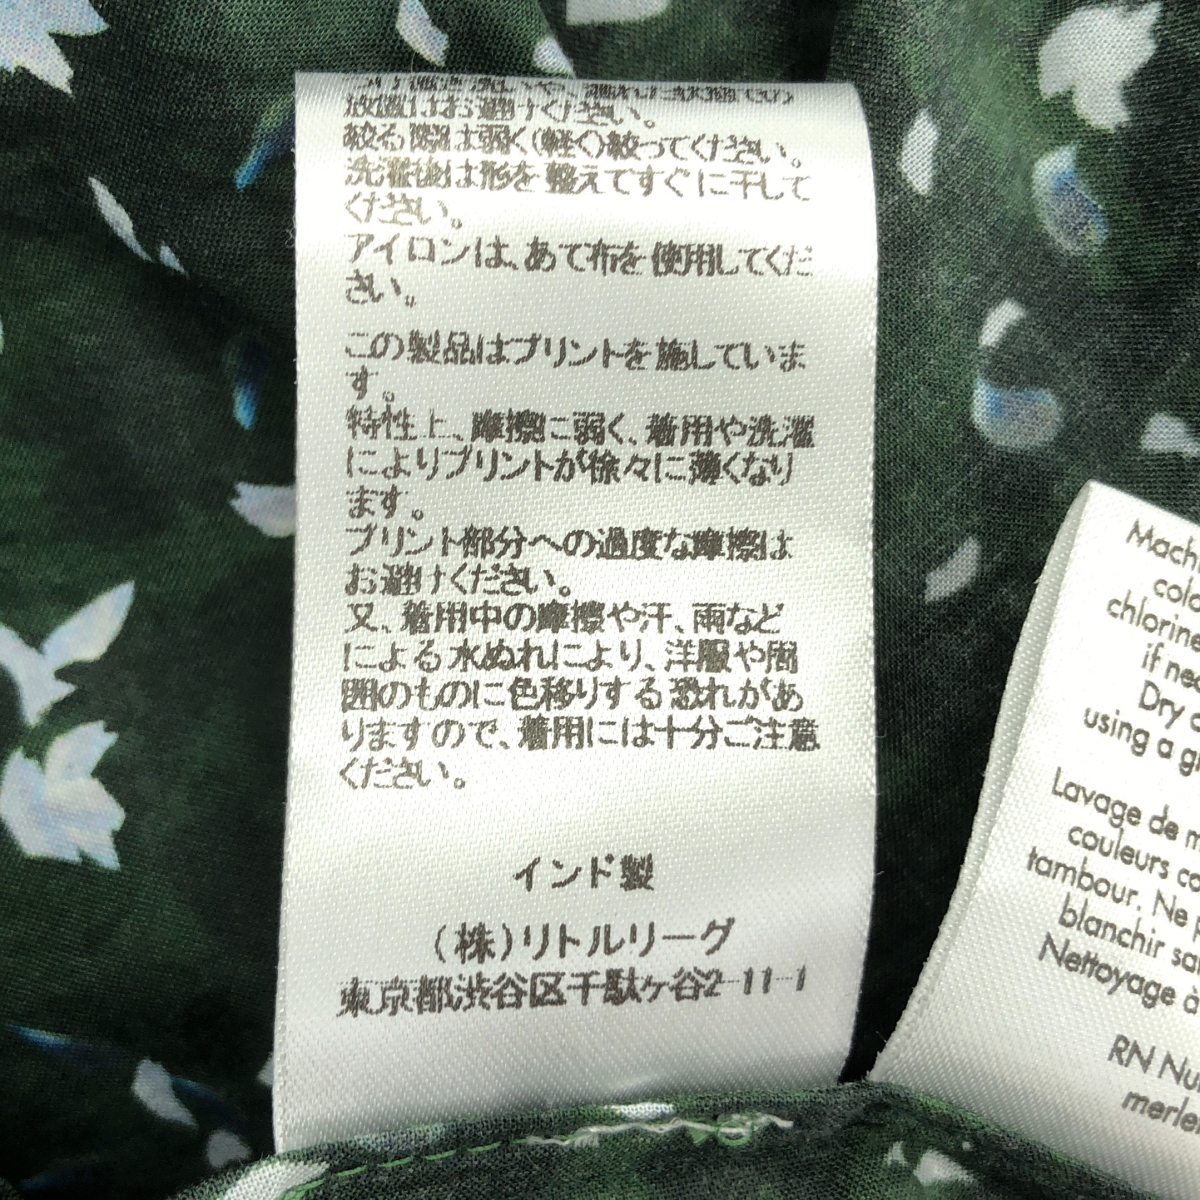 放置はお避けください。
絞る際は弱く(軽く)絞ってください。
洗濯後は形を整えてすぐに干して
ください。
アイロンは、あて布を使用してくだ
さい。
この製品はプリントを施していま
す。
特性上、摩擦に弱く、着用や洗濯
によりプリントが徐々に薄くなり
ます。
プリント部分への過度な摩擦は
お避けください。
又、着用中の摩擦や汗、雨など
による水ぬれにより、洋服や周
囲のものに色移りする恐れがあ
りますので、着用には十分ご注意
ください。
インド製
(株)リトルリーグ
東京都渋谷区千駄ヶ谷2-11-1
Mach
colo
chlorine
if nee
Dry
using a g
Lavage de m
couleurs co
tambour. Ne
blanchir sa
Nettoyage à
RN Nu
merle